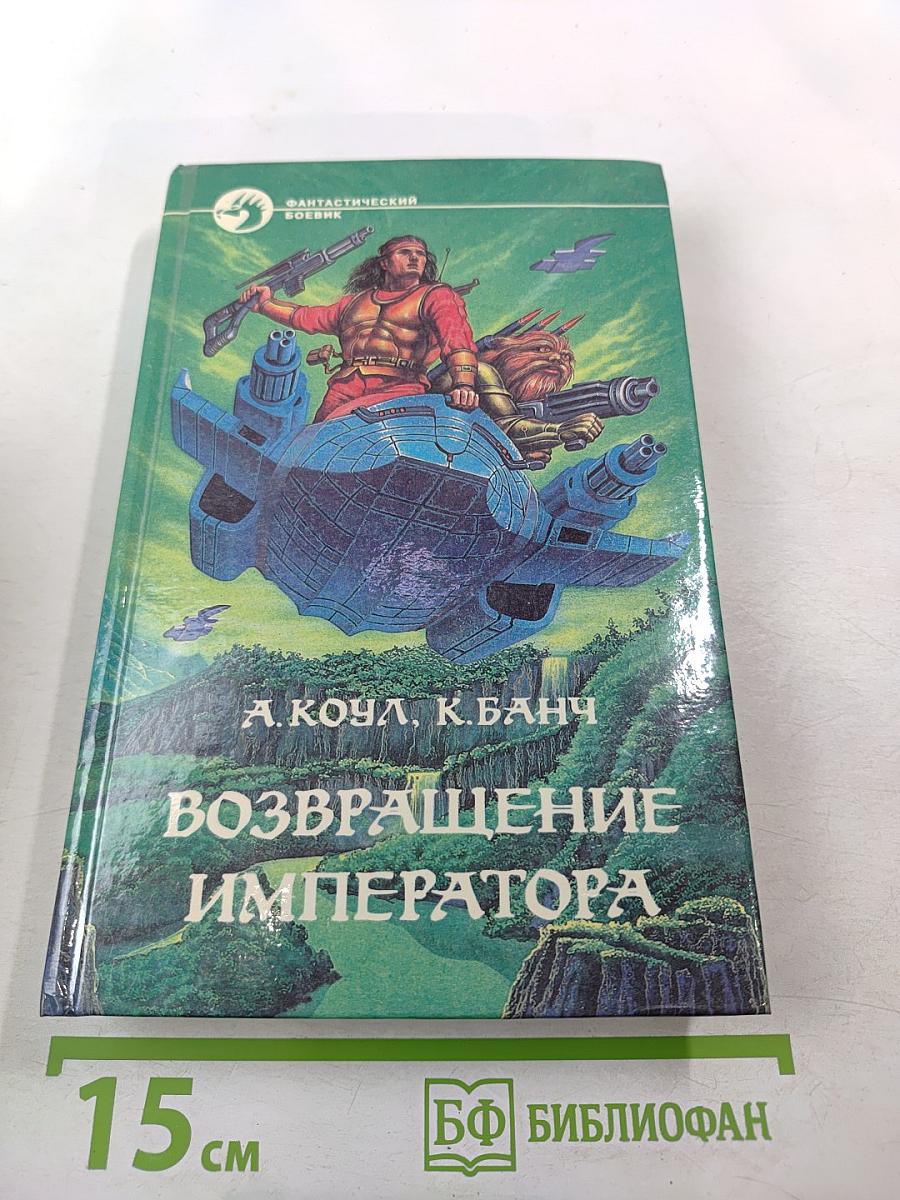 ФАНТАСТИЧЕСКИЙ
БОЕВИК
А. КОУЛ, К. БАНЧ
ВОЗВРАЩЕНИЕ
ИМПЕРАТОРА
15 см
БФ БИБЛИОФАН